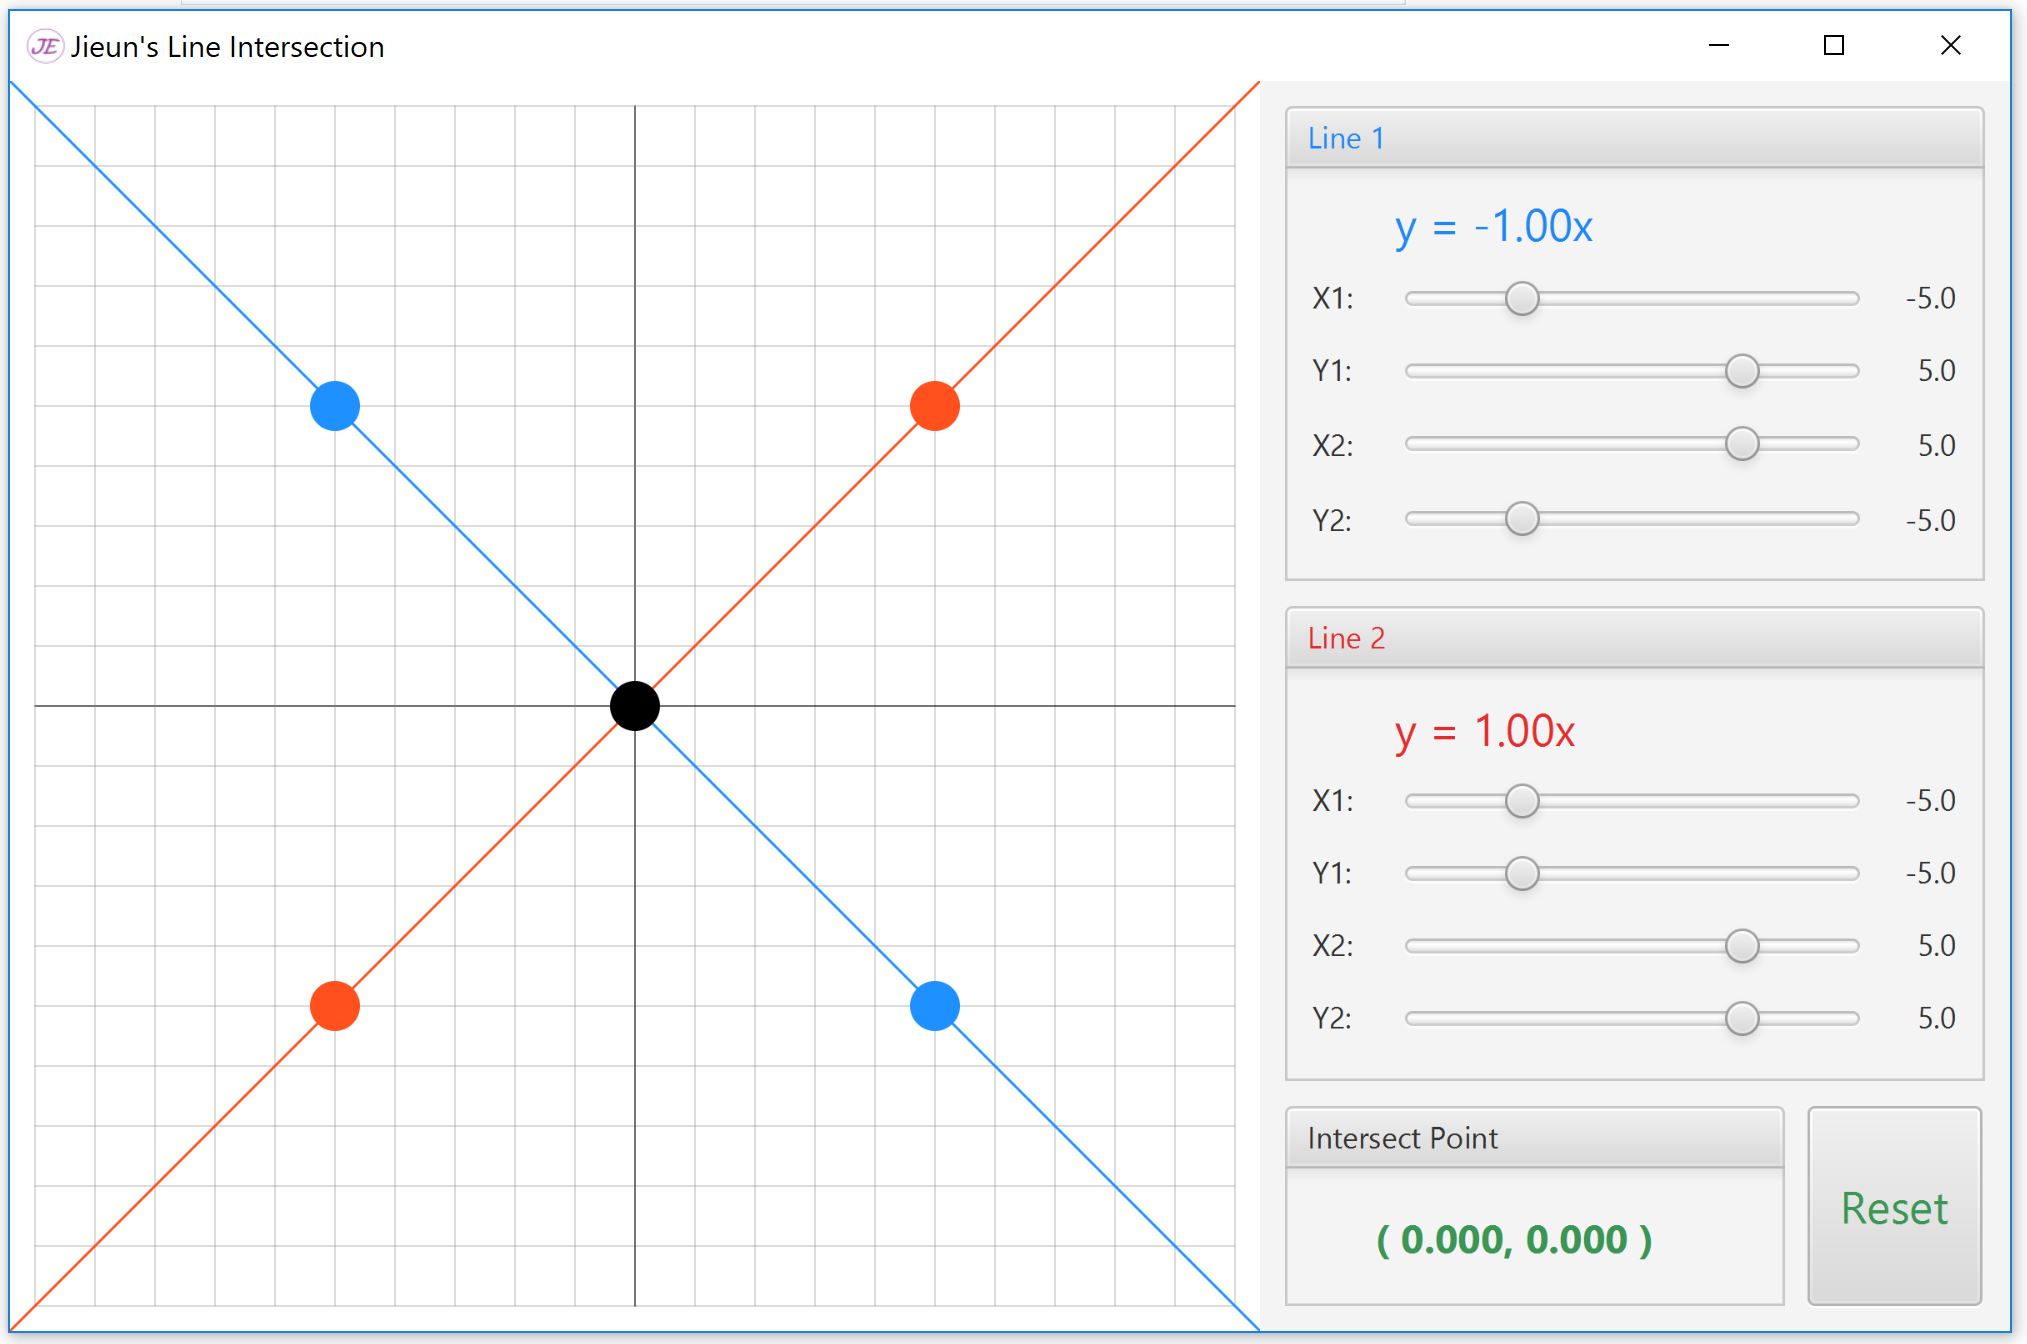 JE Jieun's Line Intersection
Line 1
y = -1.00x
X1: -5.0
Y1: 5.0
X2: 5.0
Y2: -5.0
Line 2
y = 1.00x
X1: -5.0
Y1: -5.0
X2: 5.0
Y2: 5.0
Intersect Point
( 0.000, 0.000 )
Reset